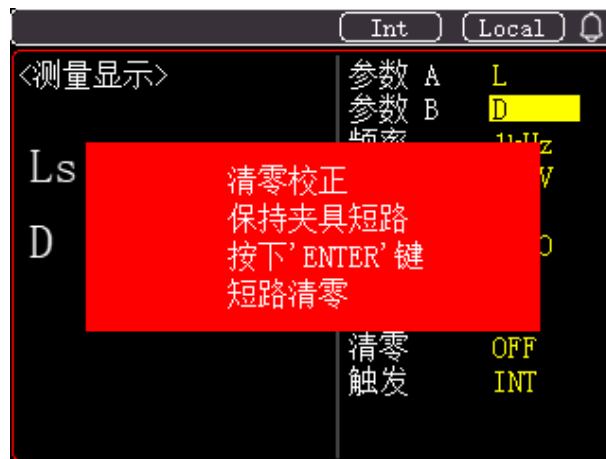 Int Local
<测量显示>
参数 A L
参数 B D
Ls
D
清零校正
保持夹具短路
按下'ENTER'键
短路清零
清零 OFF
触发 INT